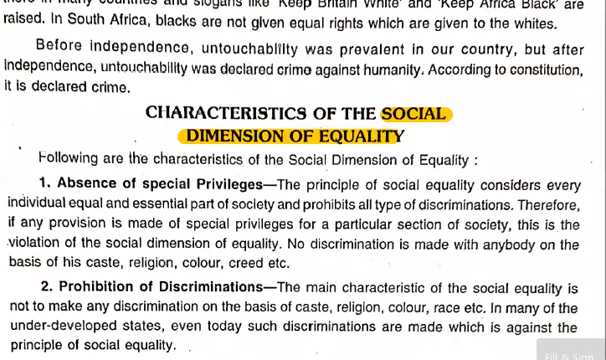 there in many countries and slogans like 'Keep Britain White' and 'Keep Africa Black' are
raised. In South Africa, blacks are not given equal rights which are given to the whites.
Before independence, untouchability was prevalent in our country, but after
Independence, untouchability was declared crimo against humanity. According to constitution,
it is declared crime.
CHARACTERISTICS OF THE SOCIAL
DIMENSION OF EQUALITY
Following are the characteristics of the Social Dimension of Equality :
1. Absence of special Privileges—The principle of social equality considers every
individual equal and essential part of society and prohibits all type of discriminations. Therefore,
if any provision is made of special privileges for a particular section of society, this is the
violation of the social dimension of equality. No discrimination is made with anybody on the
basis of his caste, religion, colour, creed etc.
2. Prohibition of Discriminations—The main characteristic of the social equality is
not to make any discrimination on the basis of caste, religion, colour, race etc. In many of the
under-developed states, even today such discriminations are made which is against the
principle of social equality.
Fill & Sign